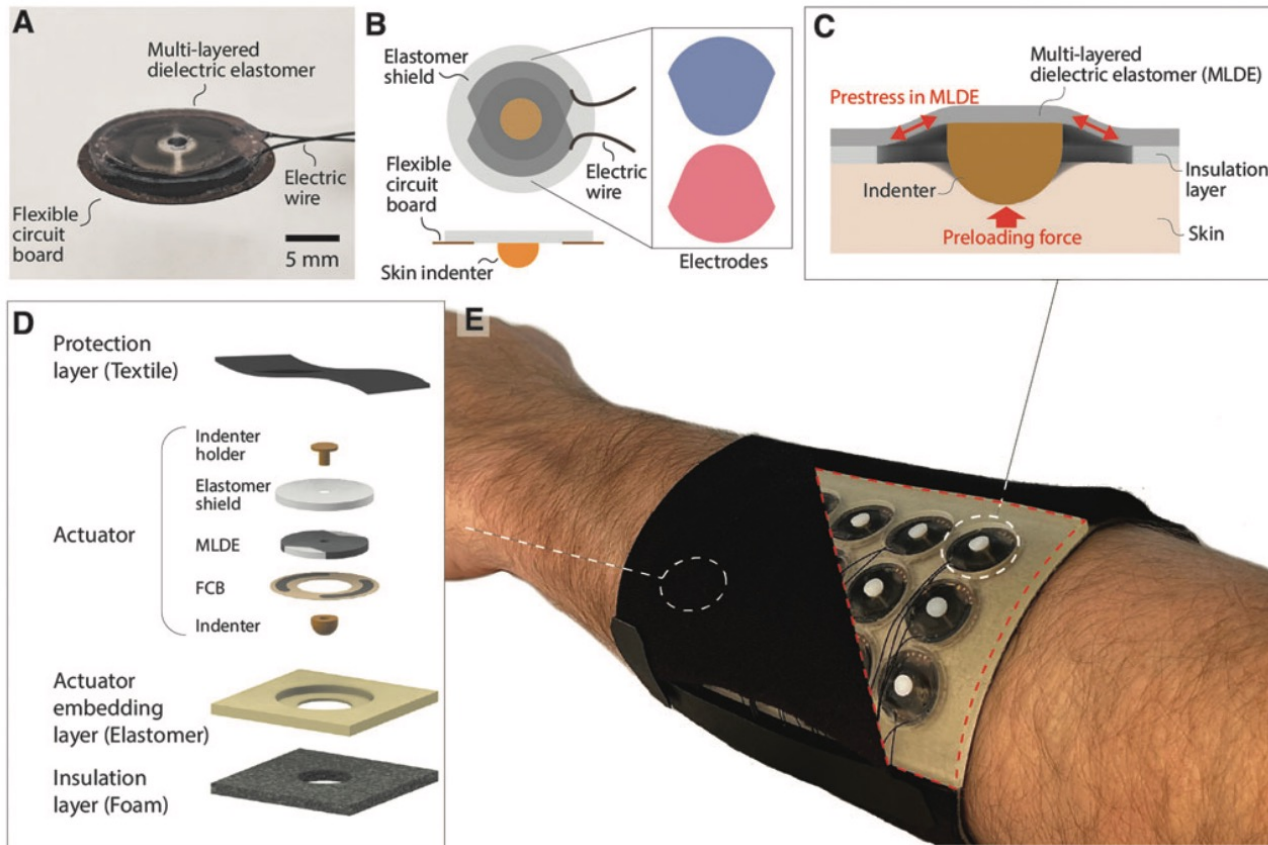 A
Multi-layered
dielectric elastomer
Electric
wire
Flexible
circuit
board
5 mm
B
Elastomer
shield
Flexible
circuit
board
Electric
wire
Skin indenter
Electrodes
C
Multi-layered
dielectric elastomer (MLDE)
Prestress in MLDE
Indenter
Insulation
layer
Preloading force
Skin
D
Protection
layer (Textile)
Actuator
Indenter
holder
Elastomer
shield
MLDE
FCB
Indenter
Actuator
embedding
layer (Elastomer)
Insulation
layer (Foam)
E